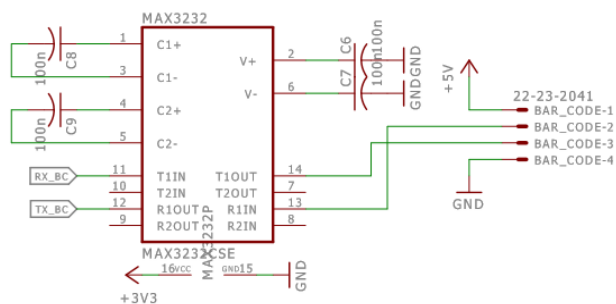 MAX3232
C8
100n
C9
100n
1
C1+
3
C1-
4
C2+
5
C2-
RX_BC
11
T1IN
10
T2IN
TX_BC
12
R1OUT
9
R2OUT
2
V+
6
V-
C6
100n
C7
100n
GND
GND
14
T1OUT
7
T2OUT
13
R1IN
8
R2IN
MAX3232P
MAX3232CSE
16
VCC
GND
15
GND
+3V3
+5V
22-23-2041
BAR_CODE-1
BAR_CODE-2
BAR_CODE-3
BAR_CODE-4
GND